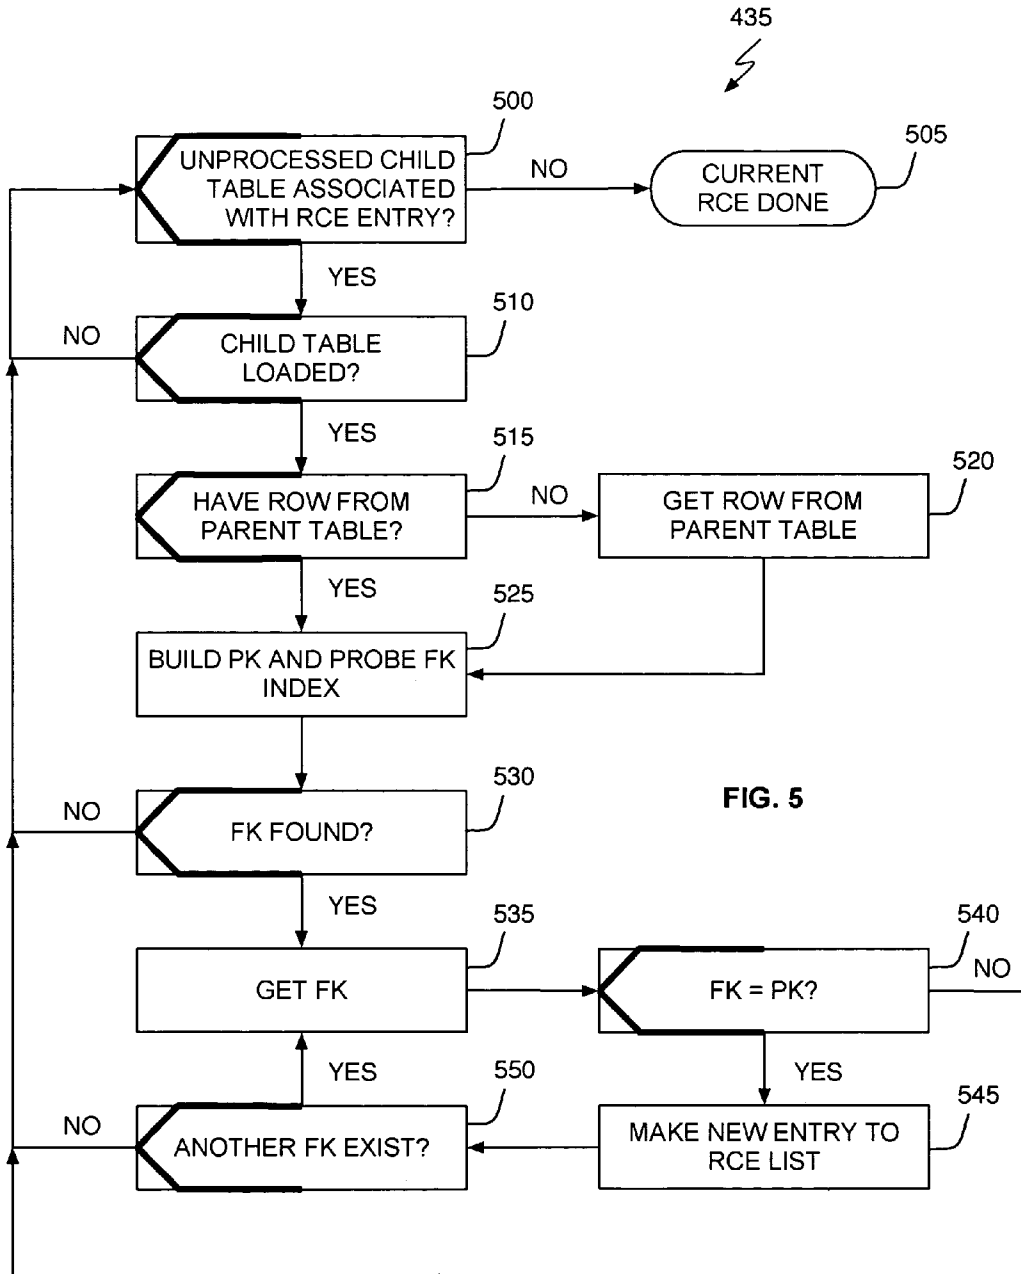 435
500
UNPROCESSED CHILD
TABLE ASSOCIATED
WITH RCE ENTRY?
NO
CURRENT
RCE DONE
505
YES
510
NO
CHILD TABLE
LOADED?
YES
515
HAVE ROW FROM
PARENT TABLE?
NO
GET ROW FROM
PARENT TABLE
520
YES
525
BUILD PK AND PROBE FK
INDEX
530
NO
FK FOUND?
FIG. 5
YES
535
GET FK
540
FK = PK?
NO
YES
550
YES
545
NO
ANOTHER FK EXIST?
MAKE NEW ENTRY TO
RCE LIST